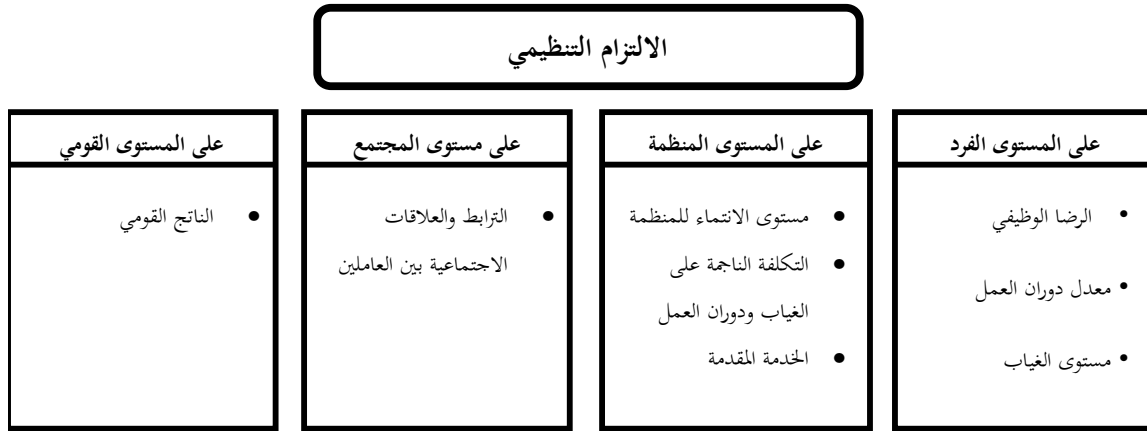 الالتزام التنظيمي
على المستوى الفرد
• الرضا الوظيفي
• معدل دوران العمل
• مستوى الغياب
على المستوى المنظمة
• مستوى الانتماء للمنظمة
• التكلفة الناجمة على
الغياب ودوران العمل
• الخدمة المقدمة
على مستوى المجتمع
• الترابط والعلاقات
الاجتماعية بين العاملين
على المستوى القومي
• الناتج القومي